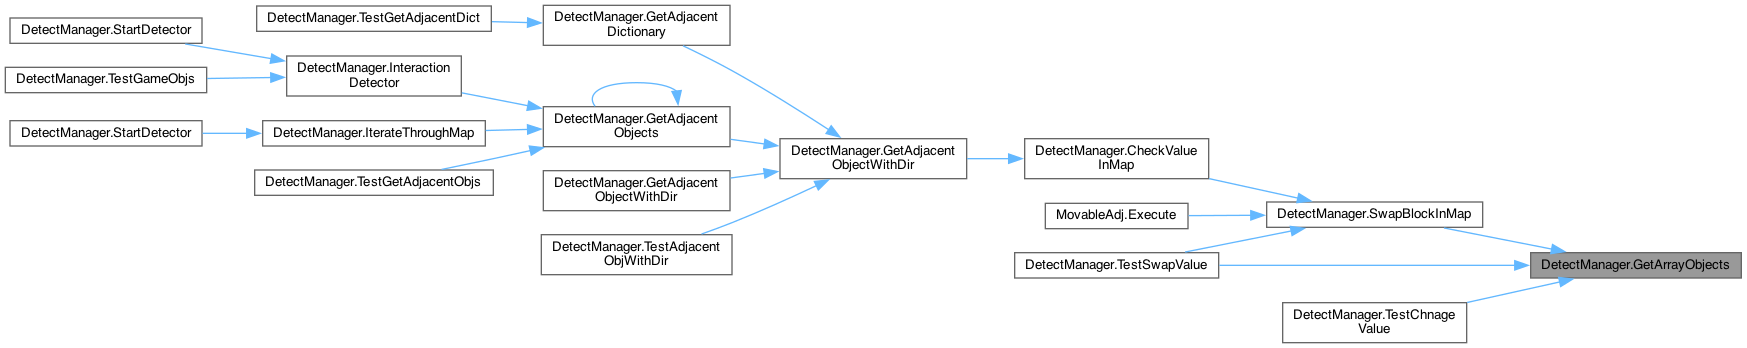 DetectManager.StartDetector
DetectManager.TestGetAdjacentDict
DetectManager.GetAdjacent
Dictionary
DetectManager.TestGameObjs
DetectManager.Interaction
Detector
DetectManager.StartDetector
DetectManager.IterateThroughMap
DetectManager.GetAdjacent
Objects
DetectManager.TestGetAdjacentObjs
DetectManager.GetAdjacent
ObjectWithDir
DetectManager.TestAdjacent
ObjWithDir
DetectManager.GetAdjacent
ObjectWithDir
DetectManager.CheckValue
InMap
MovableAdj.Execute
DetectManager.TestSwapValue
DetectManager.SwapBlockInMap
DetectManager.TestChnage
Value
DetectManager.GetArrayObjects